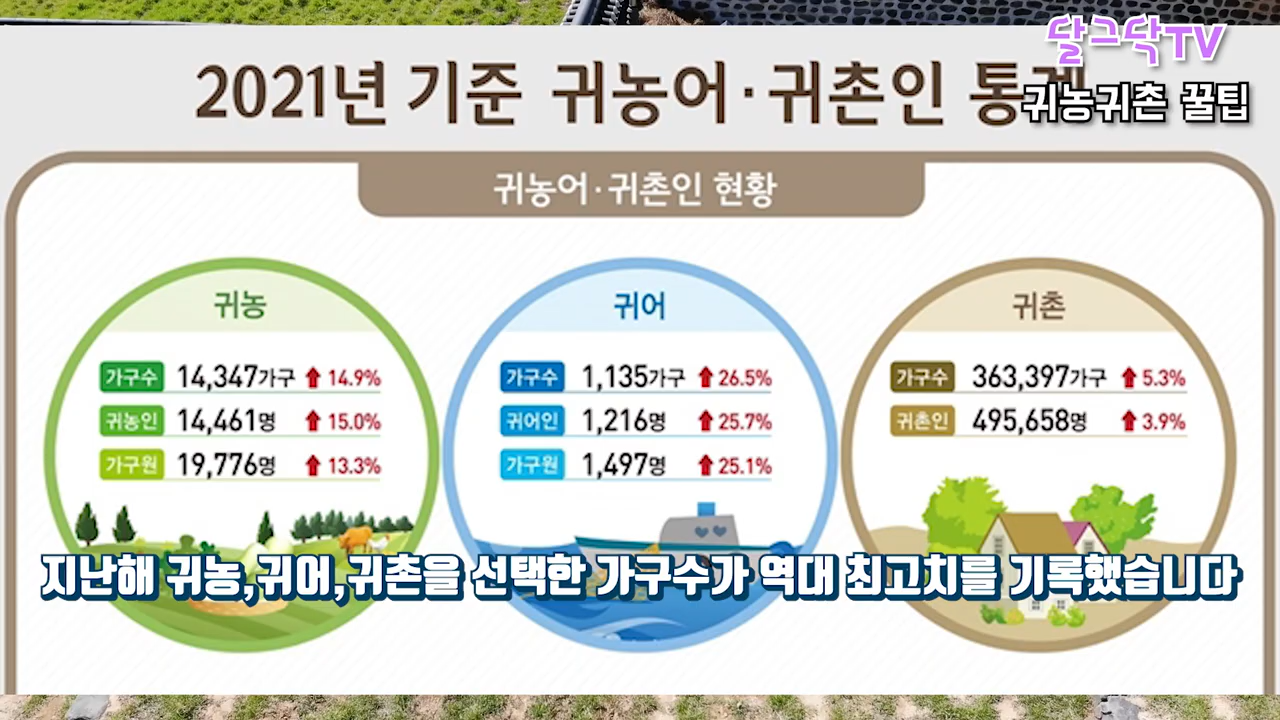 달그닥TV
귀농귀촌 꿀팁
2021년 기준 귀농어·귀촌인
귀농어·귀촌인 현황
귀농
가구수 14,347가구 14.9%
귀농인 14,461명 15.0%
가구원 19,776명 13.3%
귀어
가구수 1,135가구 26.5%
귀어인 1,216명 25.7%
가구원 1,497명 25.1%
귀촌
가구수 363,397가구 5.3%
귀촌인 495,658명 3.9%
지난해 귀농,귀어,귀촌을 선택한 가구수가 역대 최고치를 기록했습니다